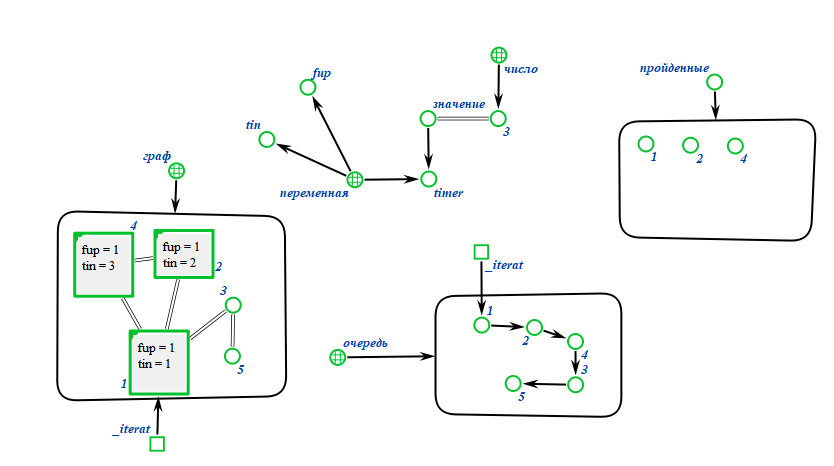 fup
число
пройденные
значение
tin
3
1
2
4
граф
переменная
timer
4
fup = 1
tin = 3
fup = 1
tin = 2
2
_iterat
3
1
очередь
2
4
fup = 1
tin = 1
3
5
1
5
_iterat